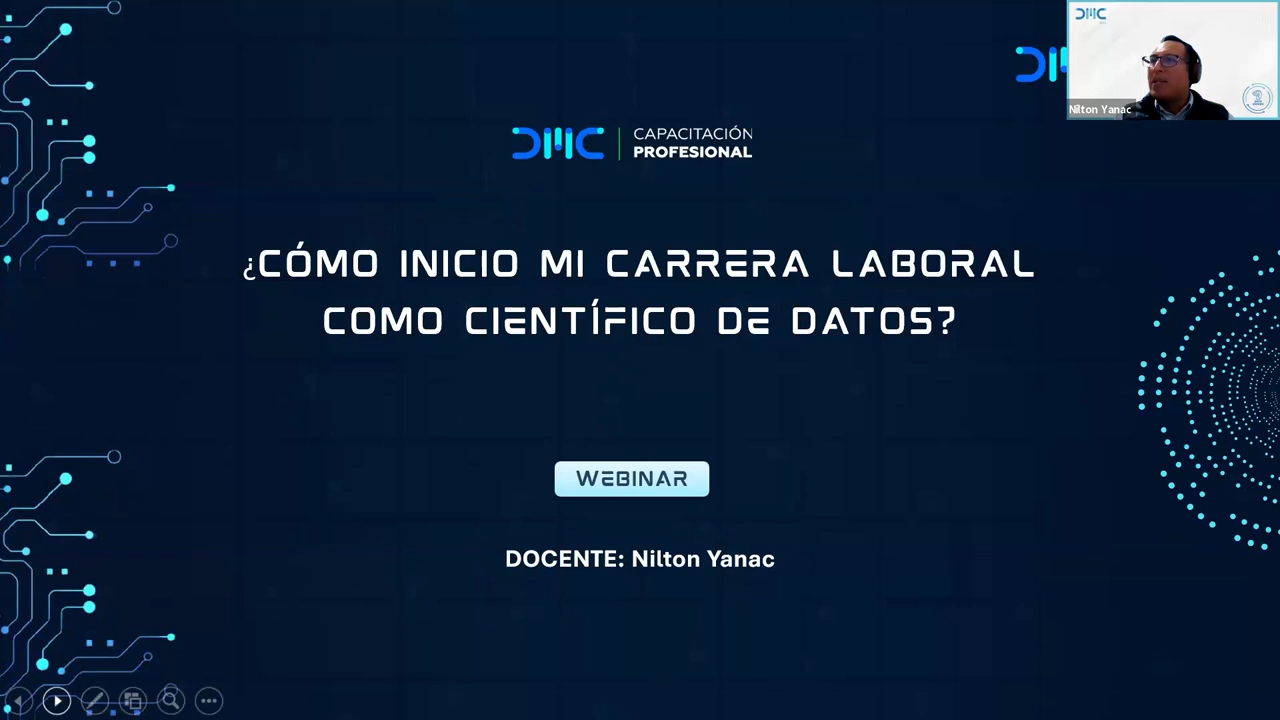 DMC
CAPACITACIÓN
PROFESIONAL
¿CÓMO INICIO MI CARRERA LABORAL
COMO CIENTÍFICO DE DATOS?
WEBINAR
DOCENTE: Nilton Yanac
DMC
Nilton Yanac